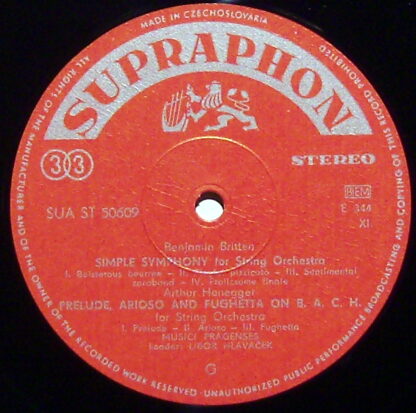 MADE IN CZECHOSLOVAKIA
ALL RIGHTS OF THE MANUFACTURER AND OF THE OWNER OF THE RECORDED WORK RESERVED · UNAUTHORIZED PUBLIC PERFORMANCE BROADCASTING AND COPYING OF THIS RECORD PROHIBITED
SUPRAPHON
33
STEREO
SUA ST 50609
BIEM
E 344
XI.
Benjamin Britten
SIMPLE SYMPHONY for String Orchestra
I. Boisterous bourrée — II. pizzicato — III. Sentimental
saraband — IV. Frolicsome finale
Arthur Honegger
PRELUDE, ARIOSO AND FUGHETTA ON B. A. C. H.
for String Orchestra
I. Prelude — II. Arioso — III. Fughetta
MUSICI PRAGENSES
Leader: LIBOR HLAVÁČEK
G